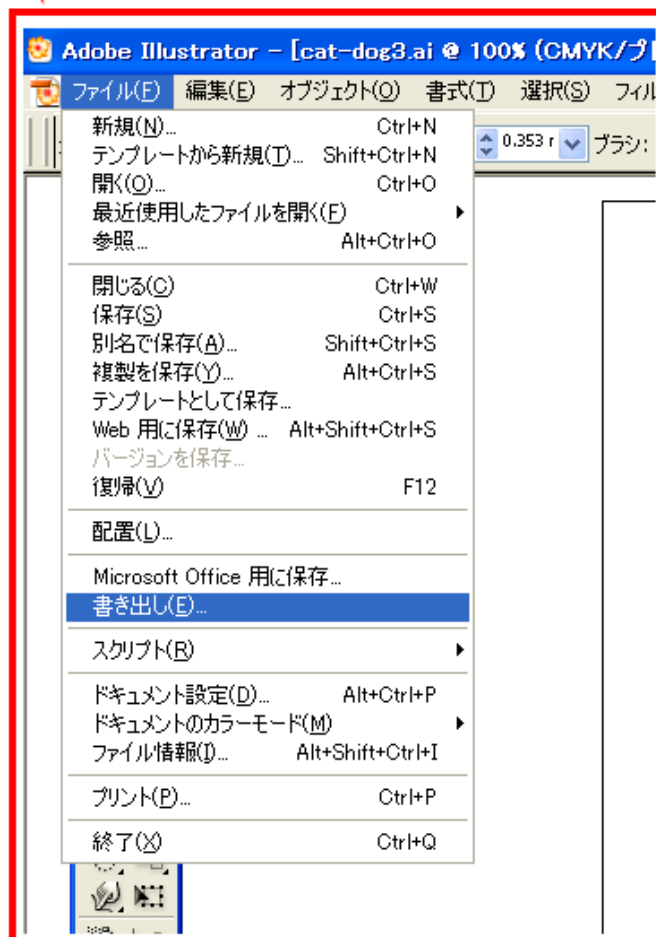 Adobe Illustrator - [cat-dog3.ai @ 100% (CMYK/プ
ファイル(F) 編集(E) オブジェクト(O) 書式(T) 選択(S) フィル
0.353 r ブラシ:
新規(N)... Ctrl+N
テンプレートから新規(T)... Shift+Ctrl+N
開く(O)... Ctrl+O
最近使用したファイルを開く(F)
参照... Alt+Ctrl+O
閉じる(C) Ctrl+W
保存(S) Ctrl+S
別名で保存(A)... Shift+Ctrl+S
複製を保存(Y)... Alt+Ctrl+S
テンプレートとして保存...
Web 用に保存(W) ... Alt+Shift+Ctrl+S
バージョンを保存...
復帰(V) F12
配置(L)...
Microsoft Office 用に保存...
書き出し(E)...
スクリプト(R)
ドキュメント設定(D)... Alt+Ctrl+P
ドキュメントのカラーモード(M)
ファイル情報(I)... Alt+Shift+Ctrl+I
プリント(P)... Ctrl+P
終了(X) Ctrl+Q